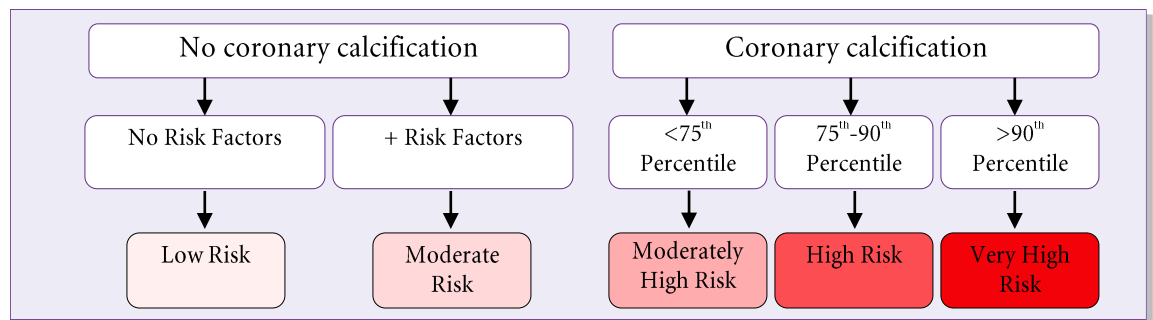 No coronary calcification
Coronary calcification
No Risk Factors
+ Risk Factors
<75th
Percentile
75th-90th
Percentile
>90th
Percentile
Low Risk
Moderate
Risk
Moderately
High Risk
High Risk
Very High
Risk